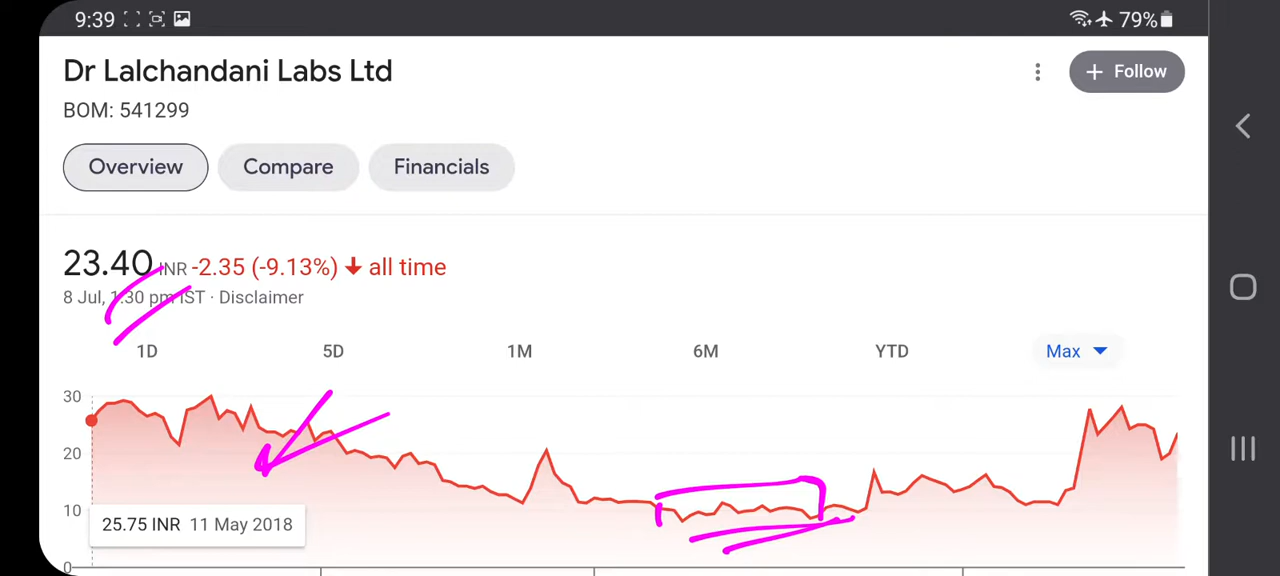 9:39 79%
Dr Lalchandani Labs Ltd
+ Follow
BOM: 541299
Overview Compare Financials
23.40 INR -2.35 (-9.13%) all time
8 Jul, 1:30 pm IST · Disclaimer
1D 5D 1M 6M YTD Max
30
20
10
25.75 INR 11 May 2018
0